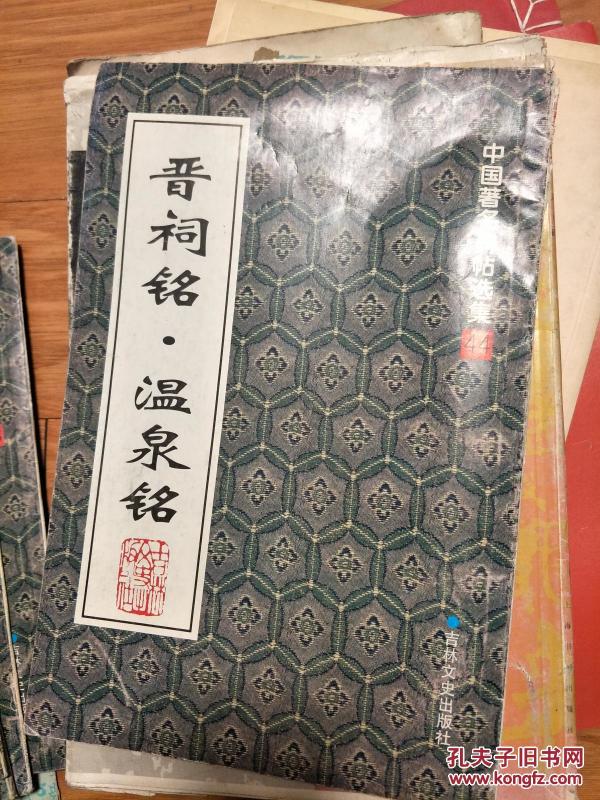 中国著名
帖选集
44
晋祠铭·温泉铭
吉林文史出版社
孔夫子旧书网
www.kongfz.com